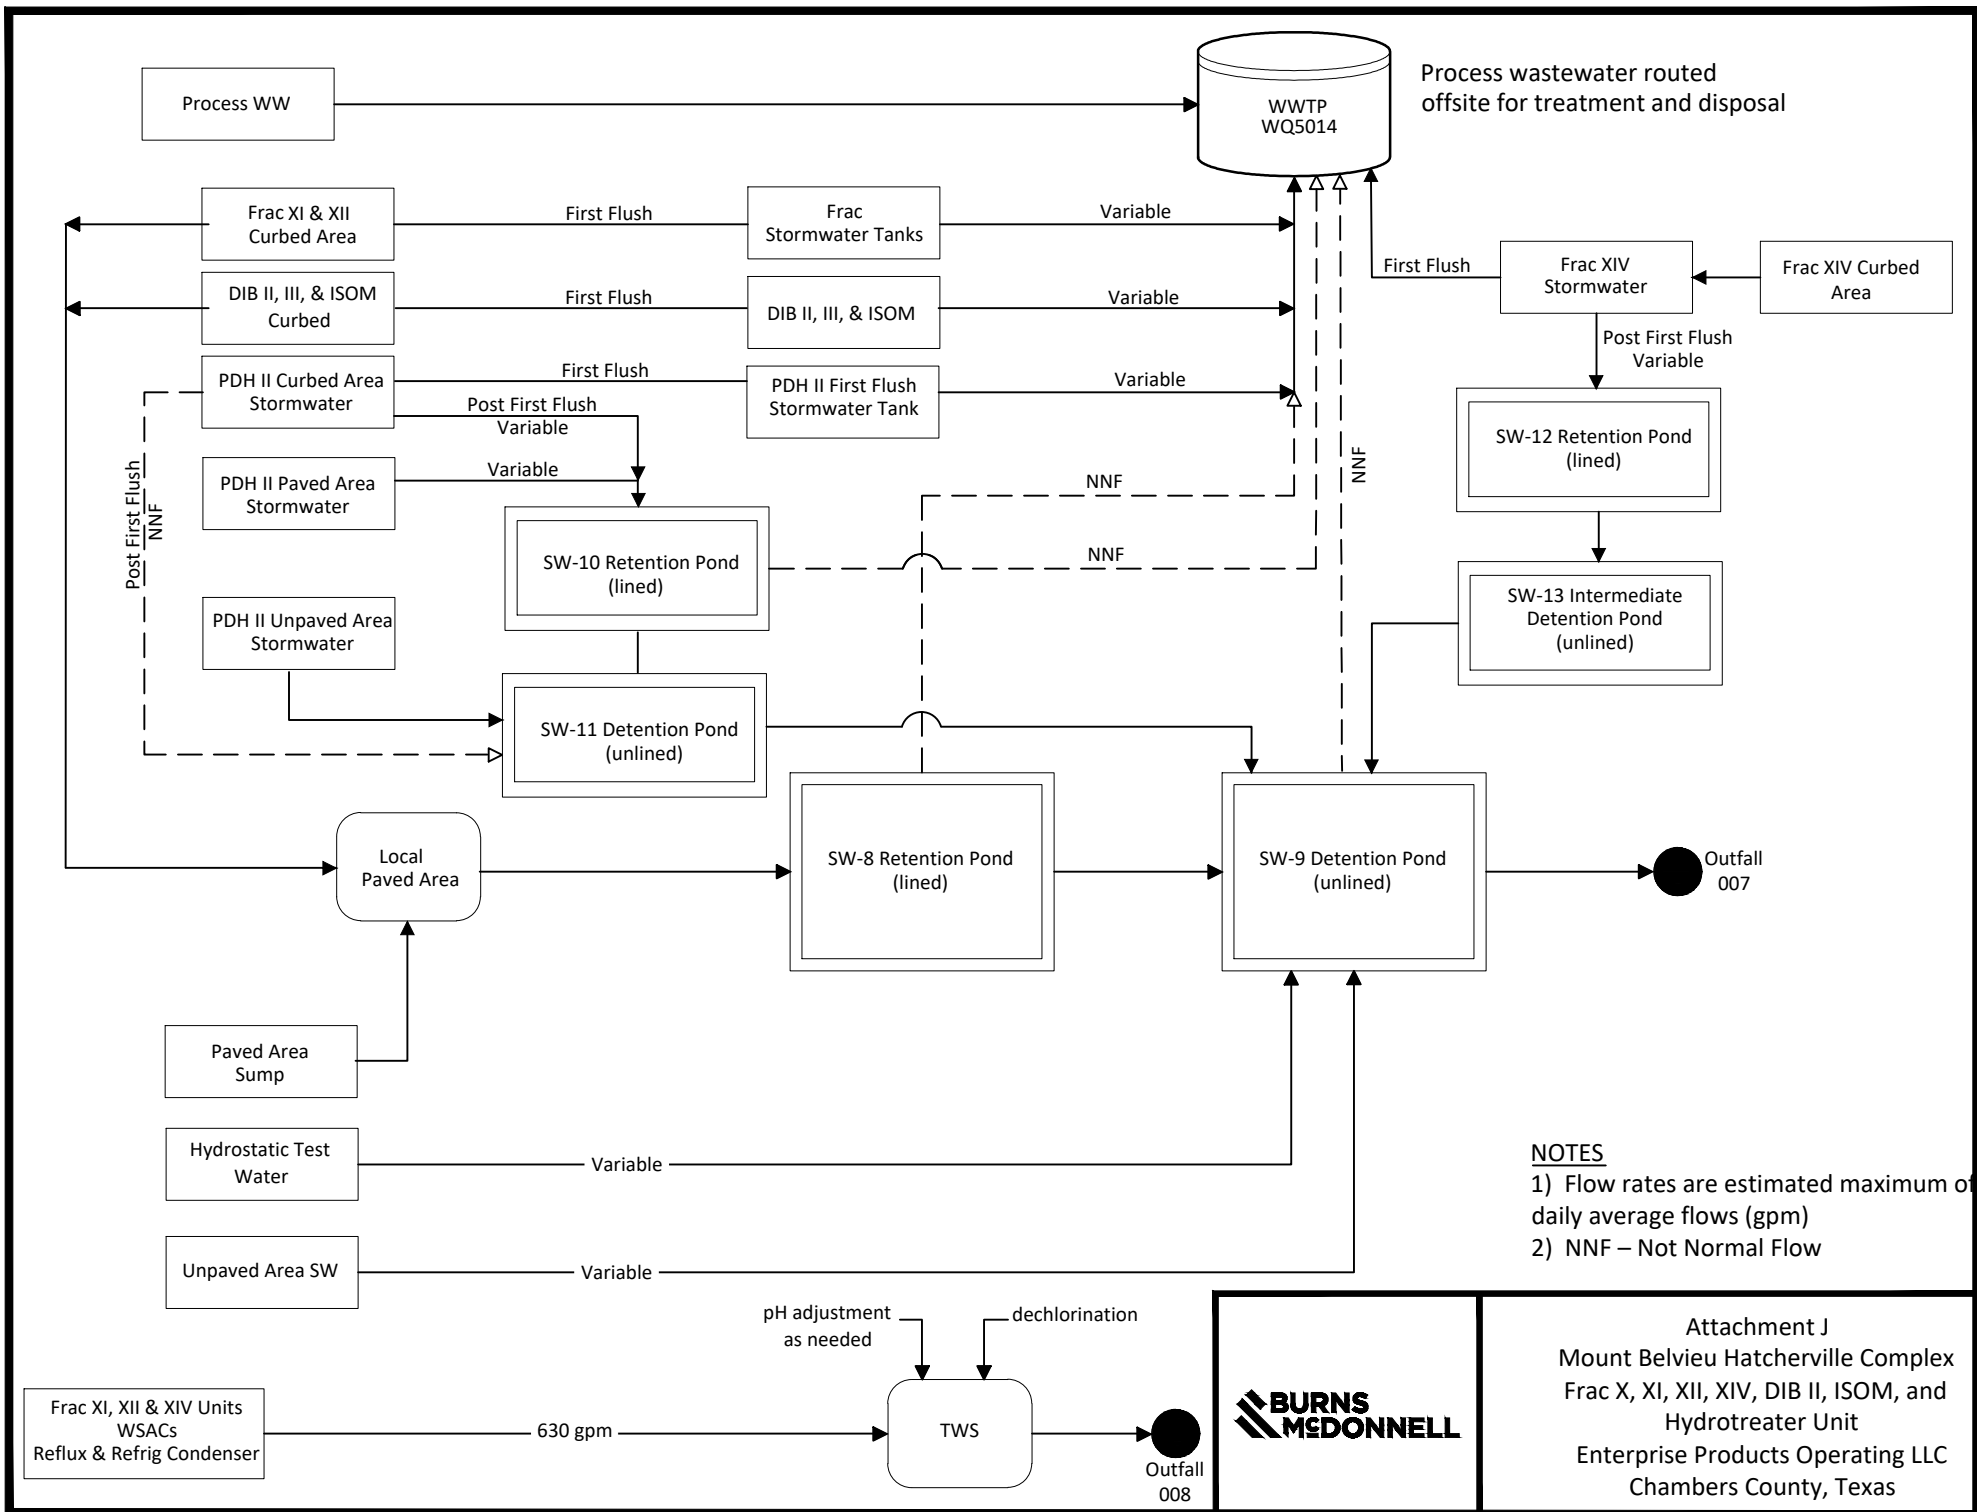 Process WW
WWTP
WQ5014
Process wastewater routed
offsite for treatment and disposal
Frac XI & XII
Curbed Area
First Flush
Frac
Stormwater Tanks
Variable
First Flush
Frac XIV
Stormwater
Frac XIV Curbed
Area
DIB II, III, & ISOM
Curbed
First Flush
DIB II, III, & ISOM
Variable
Post First Flush
Variable
PDH II Curbed Area
Stormwater
First Flush
PDH II First Flush
Stormwater Tank
Variable
Post First Flush
Variable
SW-12 Retention Pond
(lined)
PDH II Paved Area
Stormwater
Variable
Post First Flush
NNF
NNF
NNF
SW-10 Retention Pond
(lined)
NNF
SW-13 Intermediate
Detention Pond
(unlined)
PDH II Unpaved Area
Stormwater
SW-11 Detention Pond
(unlined)
Local
Paved Area
SW-8 Retention Pond
(lined)
SW-9 Detention Pond
(unlined)
Outfall
007
Paved Area
Sump
Hydrostatic Test
Water
Variable
Unpaved Area SW
Variable
NOTES
1) Flow rates are estimated maximum of
daily average flows (gpm)
2) NNF – Not Normal Flow
pH adjustment
as needed
dechlorination
Frac XI, XII & XIV Units
WSACs
Reflux & Refrig Condenser
630 gpm
TWS
Outfall
008
BURNS
MCDONNELL
Attachment J
Mount Belvieu Hatcherville Complex
Frac X, XI, XII, XIV, DIB II, ISOM, and
Hydrotreater Unit
Enterprise Products Operating LLC
Chambers County, Texas